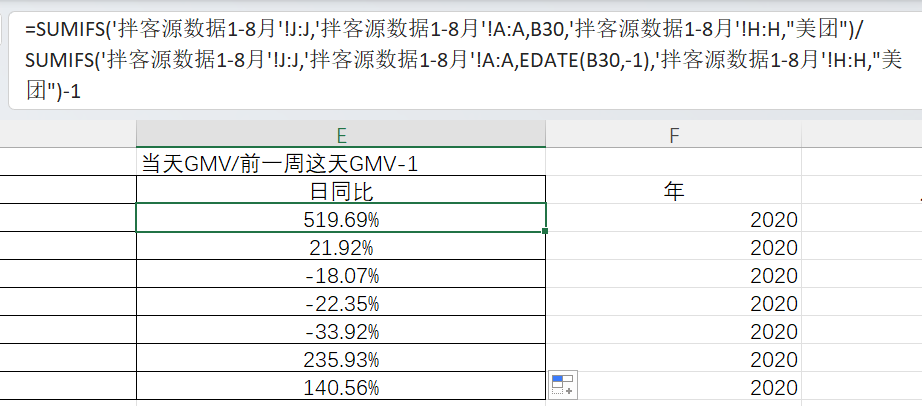 =SUMIFS('拌客源数据1-8月'!J:J,'拌客源数据1-8月'!A:A,B30,'拌客源数据1-8月'!H:H,"美团")/
SUMIFS('拌客源数据1-8月'!J:J,'拌客源数据1-8月'!A:A,EDATE(B30,-1),'拌客源数据1-8月'!H:H,"美
团")-1
E F
当天GMV/前一周这天GMV-1
日同比 年
519.69% 2020
21.92% 2020
-18.07% 2020
-22.35% 2020
-33.92% 2020
235.93% 2020
140.56% 2020